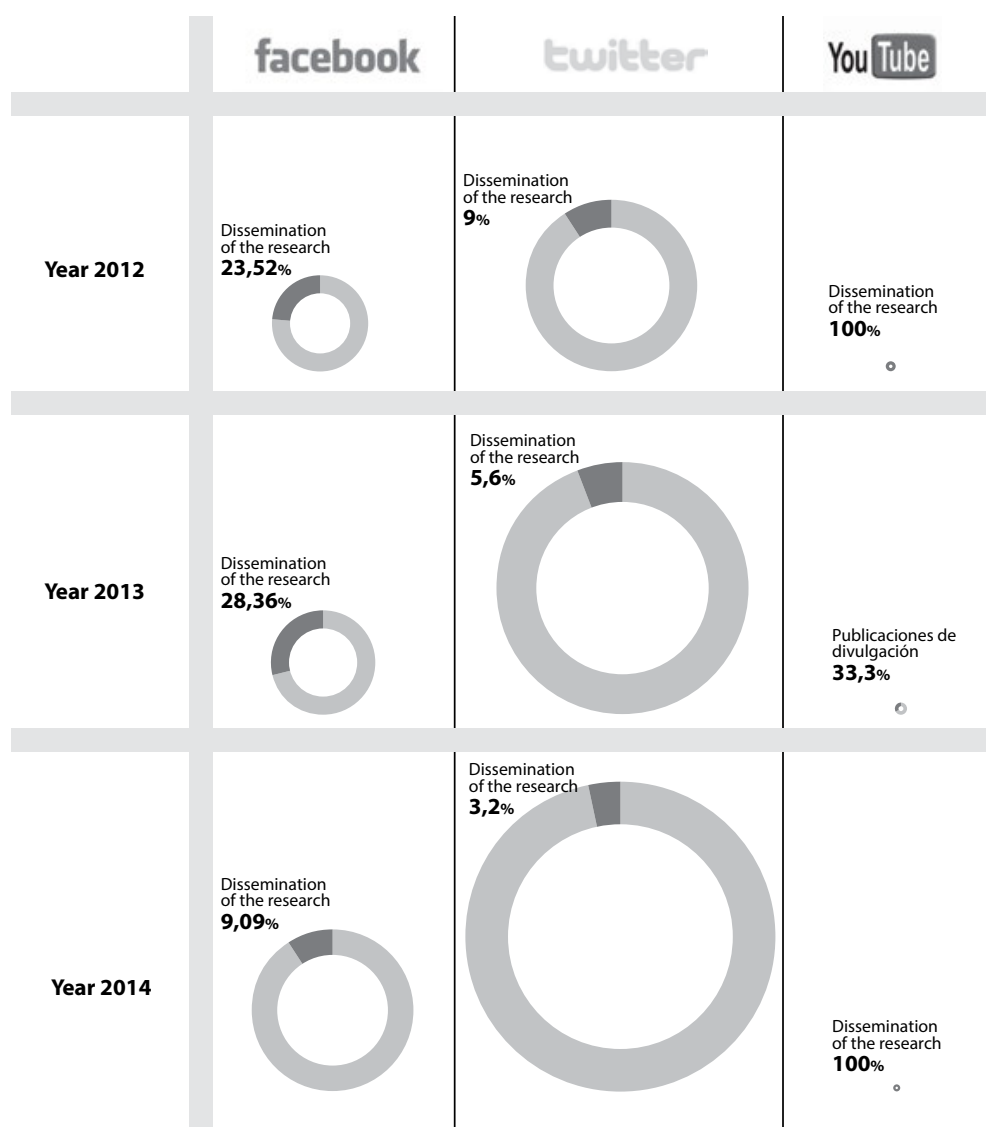 facebook
twitter
YouTube
Year 2012
Dissemination
of the research
23,52%
Dissemination
of the research
9%
Dissemination
of the research
100%
Year 2013
Dissemination
of the research
28,36%
Dissemination
of the research
5,6%
Publicaciones de
divulgación
33,3%
Year 2014
Dissemination
of the research
9,09%
Dissemination
of the research
3,2%
Dissemination
of the research
100%